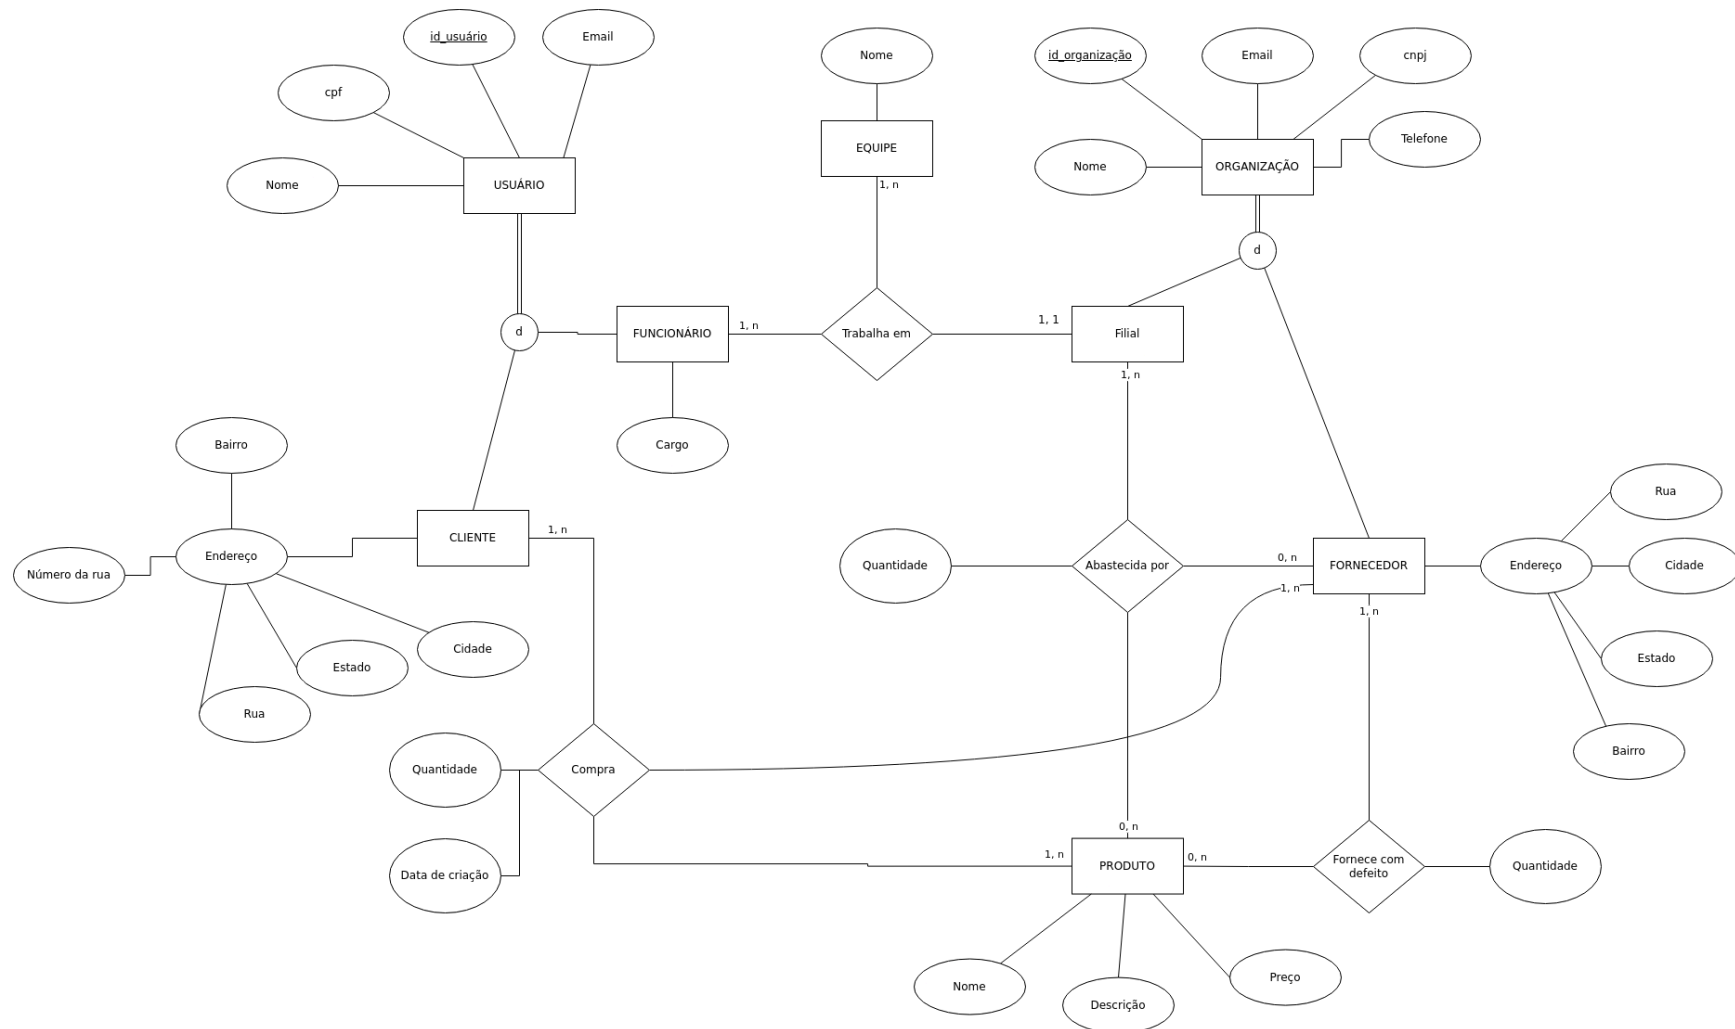 id_usuário
Email
cpf
Nome
USUÁRIO
d
Nome
EQUIPE
1, n
id_organização
Email
cnpj
Telefone
Nome
ORGANIZAÇÃO
d
FUNCIONÁRIO
1, n
Trabalha em
1, 1
Filial
1, n
Cargo
Bairro
Endereço
Número da rua
CLIENTE
1, n
Cidade
Estado
Rua
Quantidade
Abastecida por
0, n
1, n
FORNECEDOR
1, n
Endereço
Rua
Cidade
Estado
Bairro
Quantidade
Compra
Data de criação
0, n
1, n
PRODUTO
0, n
Fornece com
defeito
Quantidade
Nome
Descrição
Preço